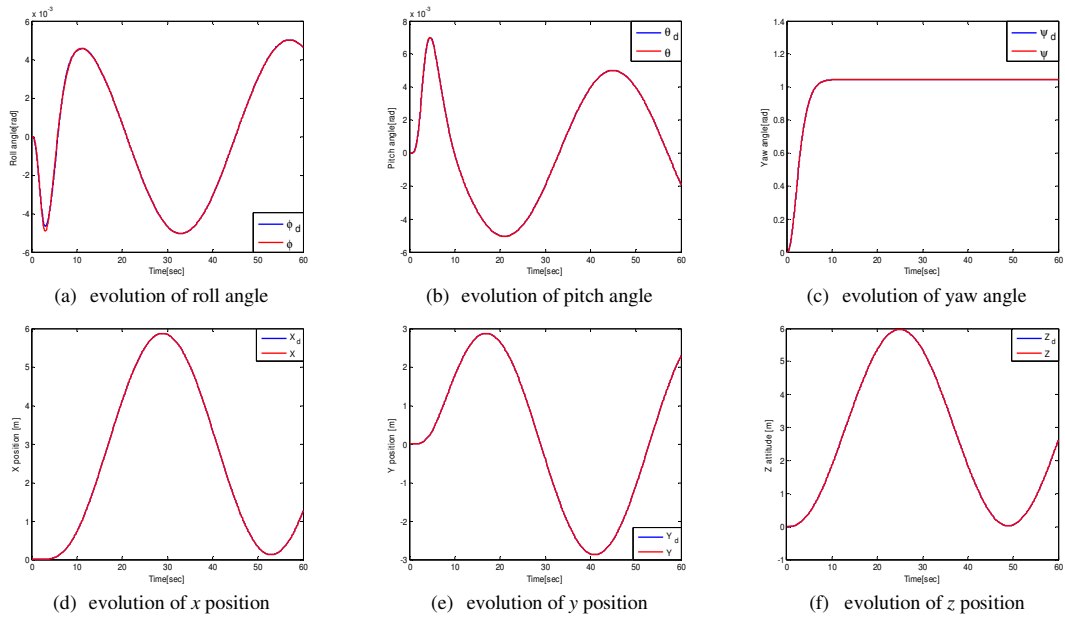 x 10⁻³
6
4
2
0
-2
-4
-6
Roll angle[rad]
ϕ d
ϕ
0 10 20 30 40 50 60
Time[sec]
(a) evolution of roll angle
x 10⁻³
8
6
4
2
0
-2
-4
-6
Pitch angle[rad]
θ d
θ
0 10 20 30 40 50 60
Time[sec]
(b) evolution of pitch angle
1.4
1.2
1
0.8
0.6
0.4
0.2
0
Yaw angle[rad]
ψ d
ψ
0 10 20 30 40 50 60
Time[sec]
(c) evolution of yaw angle
6
5
4
3
2
1
0
X position [m]
X d
X
0 10 20 30 40 50 60
Time[sec]
(d) evolution of x position
3
2
1
0
-1
-2
-3
Y position [m]
Y d
Y
0 10 20 30 40 50 60
Time[sec]
(e) evolution of y position
6
5
4
3
2
1
0
-1
Z attitude [m]
Z d
Z
0 10 20 30 40 50 60
Time[sec]
(f) evolution of z position